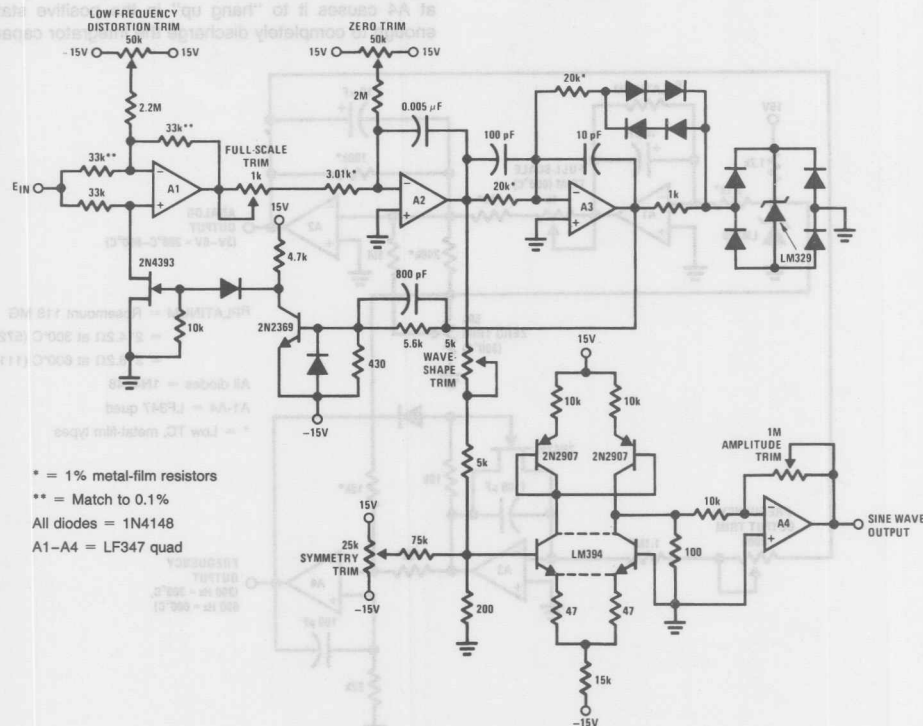 at A4 causes it to "hang up"
positive
enough to completely discharge the integrator
LOW FREQUENCY
DISTORTION TRIM
50k
-15V
15V
2.2M
33k**
33k**
33k
EIN
A1
2N4393
10k
FULL-SCALE
TRIM
1k
3.01k*
ZERO TRIM
50k
-15V
15V
2M
0.005 µF
A2
100 pF
20k*
20k*
10 pF
A3
1k
LM329
15V
4.7k
2N2369
-15V
800 pF
5.6k
430
5k
WAVE-
SHAPE
TRIM
5k
15V
25k
SYMMETRY
TRIM
-15V
75k
200
15V
10k
10k
2N2907
2N2907
LM394
47
47
15k
-15V
100
10k
1M
AMPLITUDE
TRIM
A4
SINE WAVE
OUTPUT
* = 1% metal-film resistors
** = Match to 0.1%
All diodes = 1N4148
A1–A4 = LF347 quad